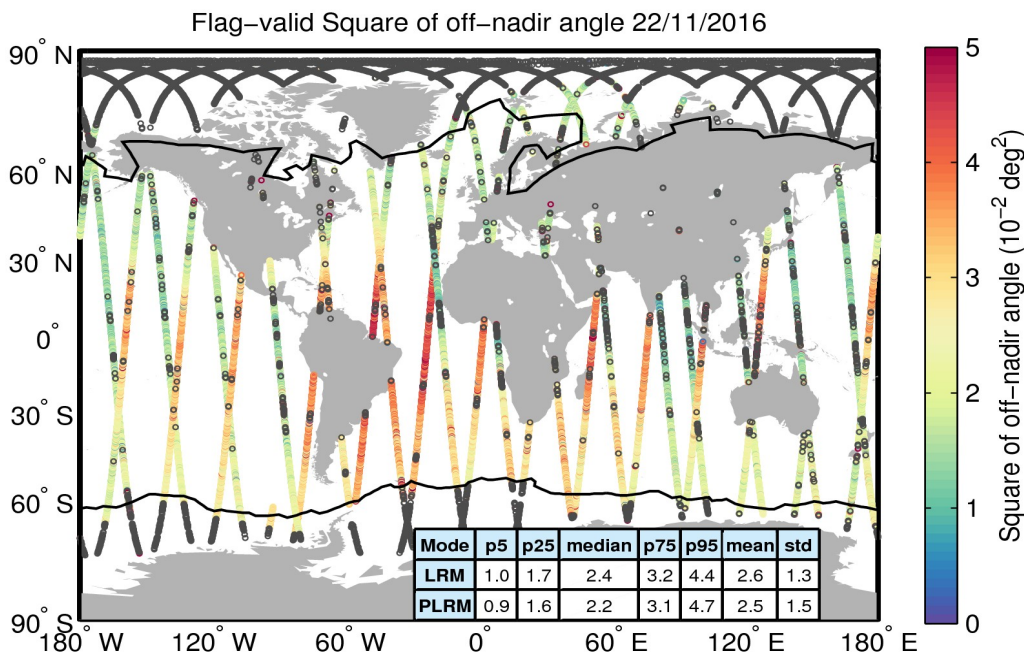 Flag−valid Square of off−nadir angle 22/11/2016
90° N
60° N
30° N
0°
30° S
60° S
90° S
180° W
120° W
60° W
0°
60° E
120° E
180° E
Mode p5 p25 median p75 p95 mean std
LRM 1.0 1.7 2.4 3.2 4.4 2.6 1.3
PLRM 0.9 1.6 2.2 3.1 4.7 2.5 1.5
5
4
3
2
1
0
Square of off−nadir angle (10⁻² deg²)